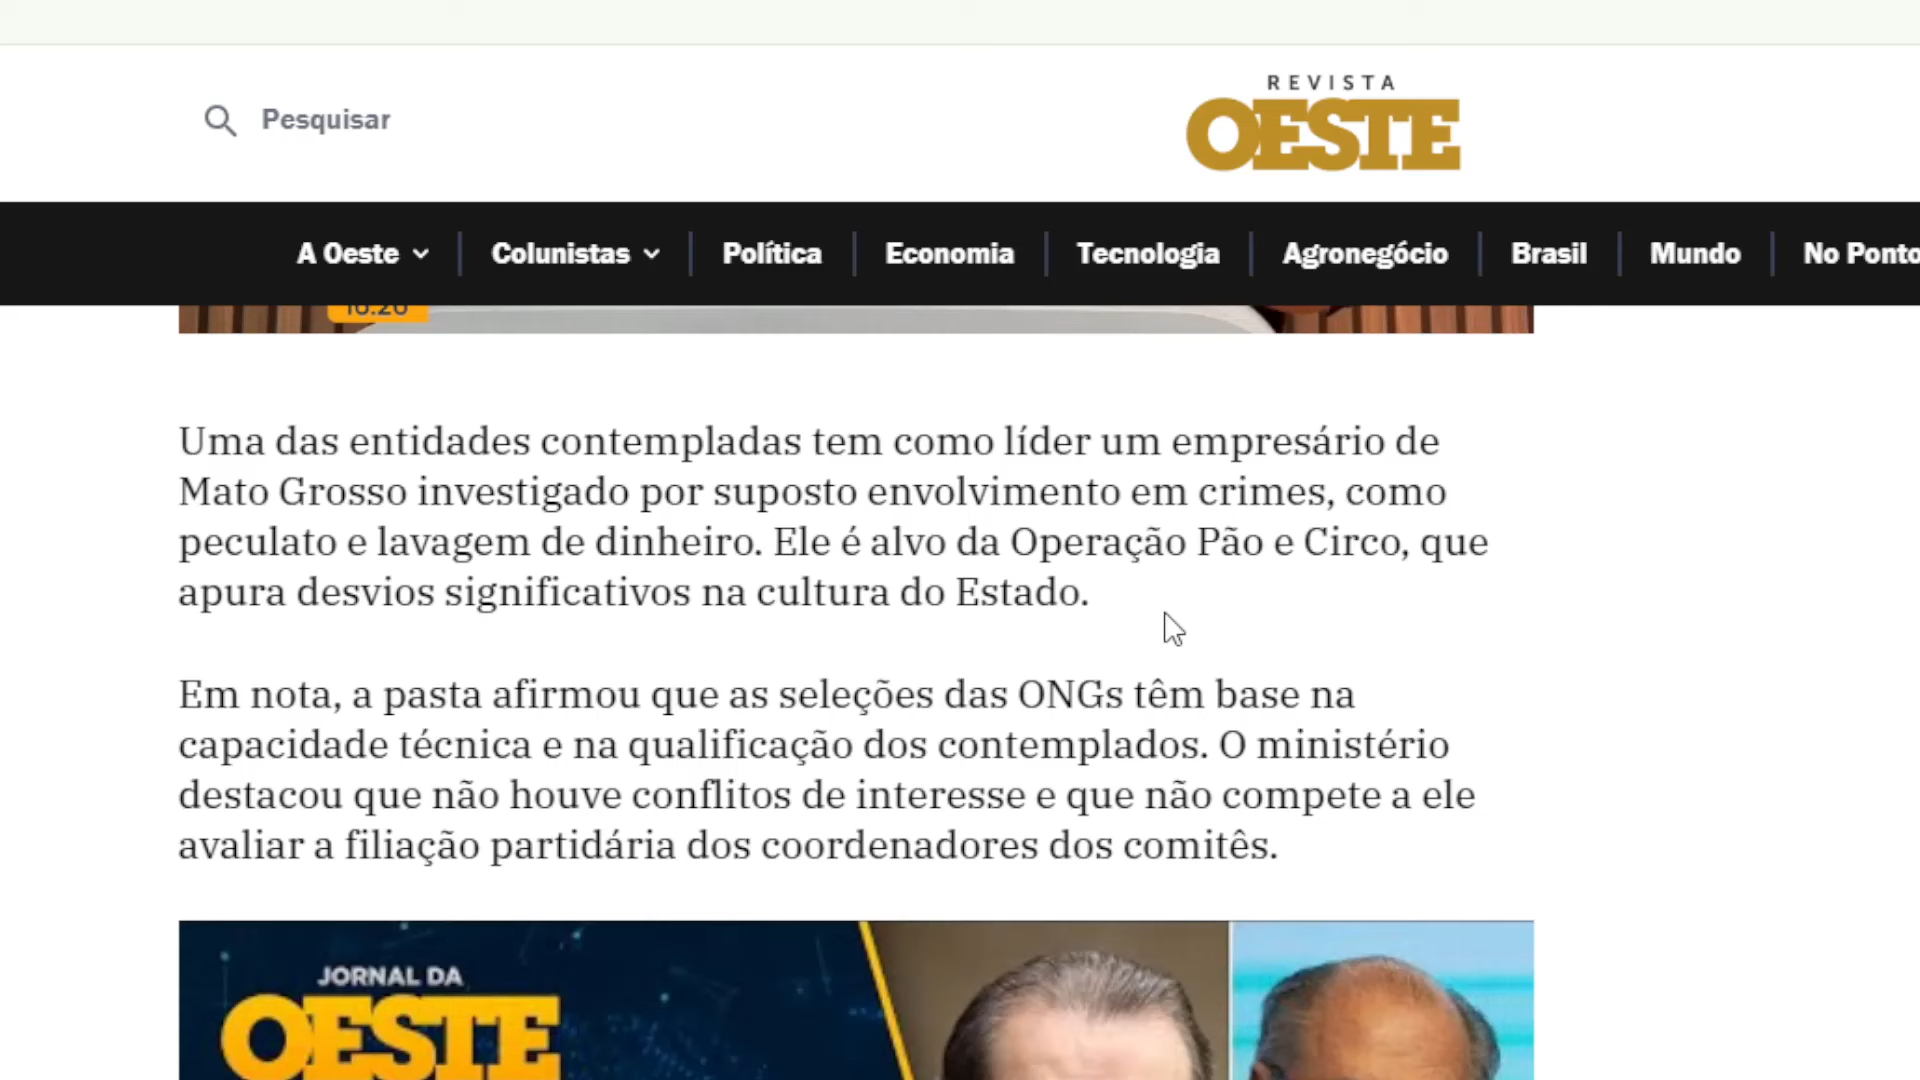 REVISTA
OESTE
Pesquisar
A Oeste
Colunistas
Política
Economia
Tecnologia
Agronegócio
Brasil
Mundo
No Ponto
Uma das entidades contempladas tem como líder um empresário de
Mato Grosso investigado por suposto envolvimento em crimes, como
peculato e lavagem de dinheiro. Ele é alvo da Operação Pão e Circo, que
apura desvios significativos na cultura do Estado.
Em nota, a pasta afirmou que as seleções das ONGs têm base na
capacidade técnica e na qualificação dos contemplados. O ministério
destacou que não houve conflitos de interesse e que não compete a ele
avaliar a filiação partidária dos coordenadores dos comitês.
JORNAL DA
OESTE